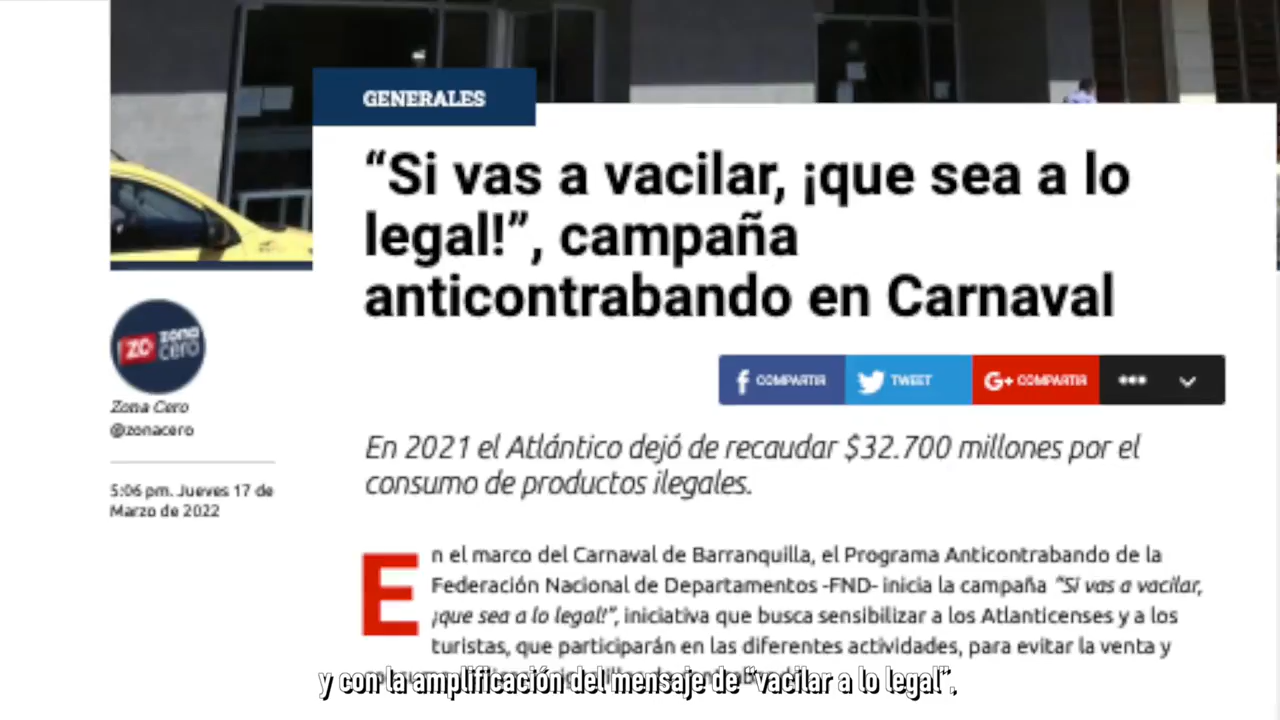 GENERALES
“Si vas a vacilar, ¡que sea a lo
legal!”, campaña
anticontrabando en Carnaval
ZC zona
cero
Zona Cero
@zonacero
5:06 pm. Jueves 17 de
Marzo de 2022
COMPARTIR
TWEET
G+ COMPARTIR
En 2021 el Atlántico dejó de recaudar $32.700 millones por el
consumo de productos ilegales.
En el marco del Carnaval de Barranquilla, el Programa Anticontrabando de la
Federación Nacional de Departamentos -FND- inicia la campaña “Si vas a vacilar,
¡que sea a lo legal!”, iniciativa que busca sensibilizar a los Atlanticenses y a los
turistas, que participarán en las diferentes actividades, para evitar la venta y
y con la amplificación del mensaje de “vacilar a lo legal”,